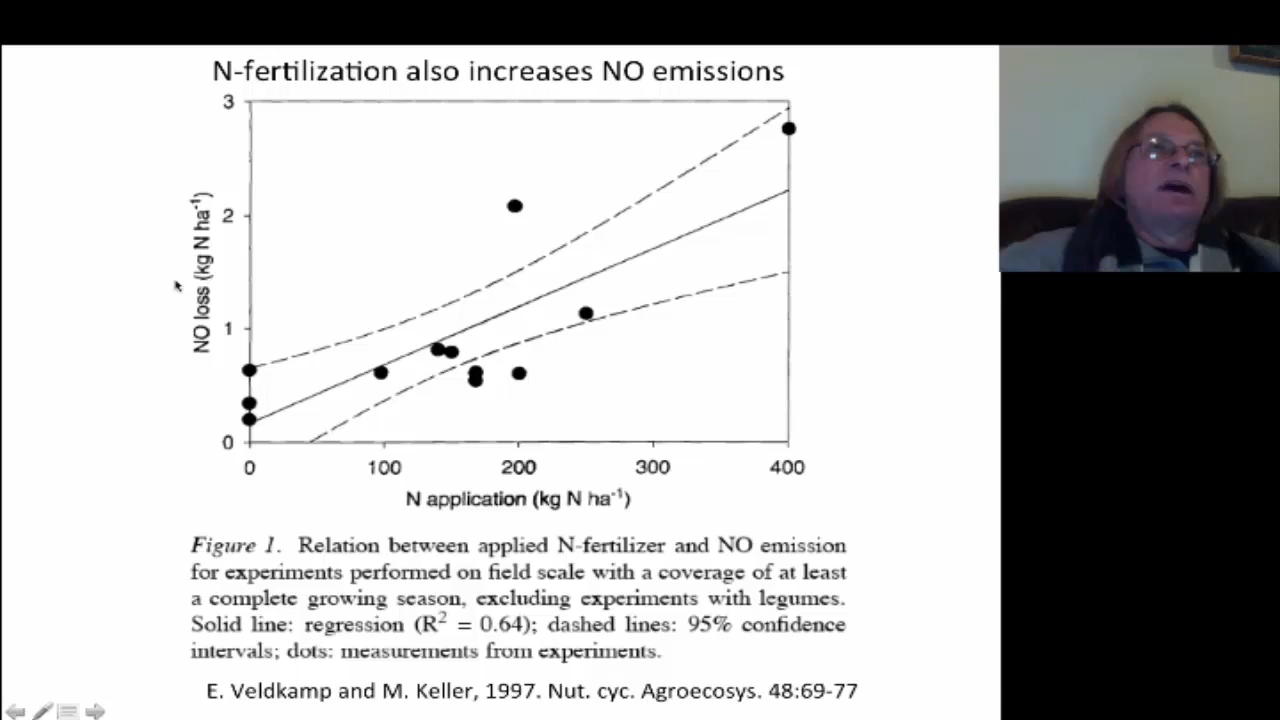 N-fertilization also increases NO emissions
3
2
1
0
NO loss (kg N ha⁻¹)
0 100 200 300 400
N application (kg N ha⁻¹)
Figure 1. Relation between applied N-fertilizer and NO emission
for experiments performed on field scale with a coverage of at least
a complete growing season, excluding experiments with legumes.
Solid line: regression (R² = 0.64); dashed lines: 95% confidence
intervals; dots: measurements from experiments.
E. Veldkamp and M. Keller, 1997. Nut. cyc. Agroecosys. 48:69-77